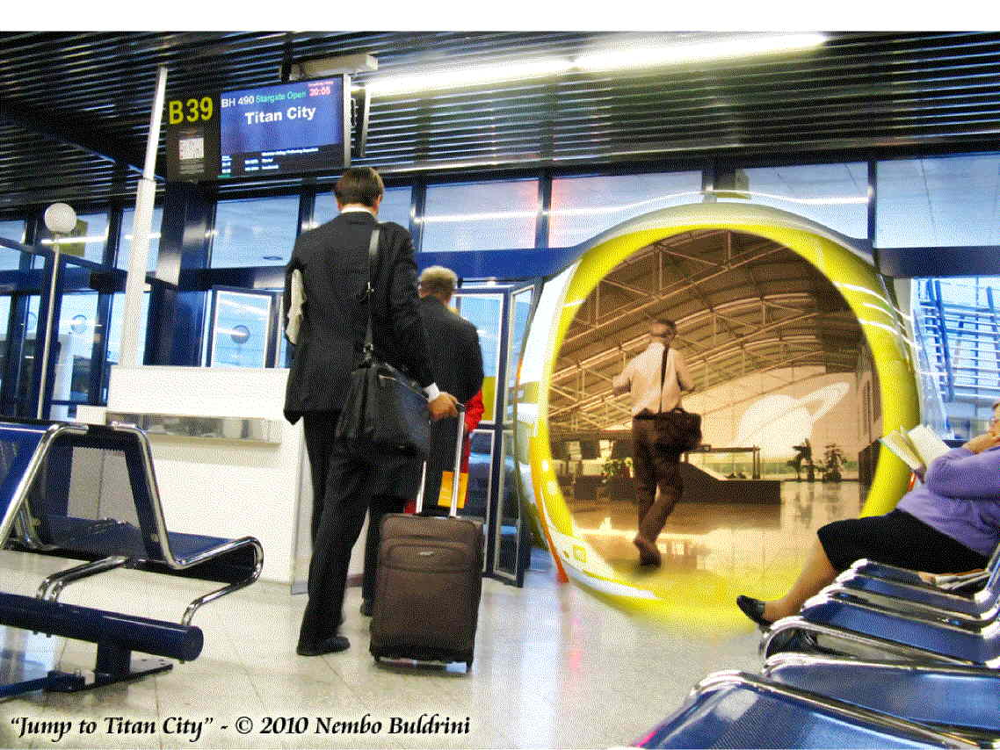 B39
BH 490 Stargate Open 20:05
Titan City
"Jump to Titan City" - © 2010 Nembo Buldrini